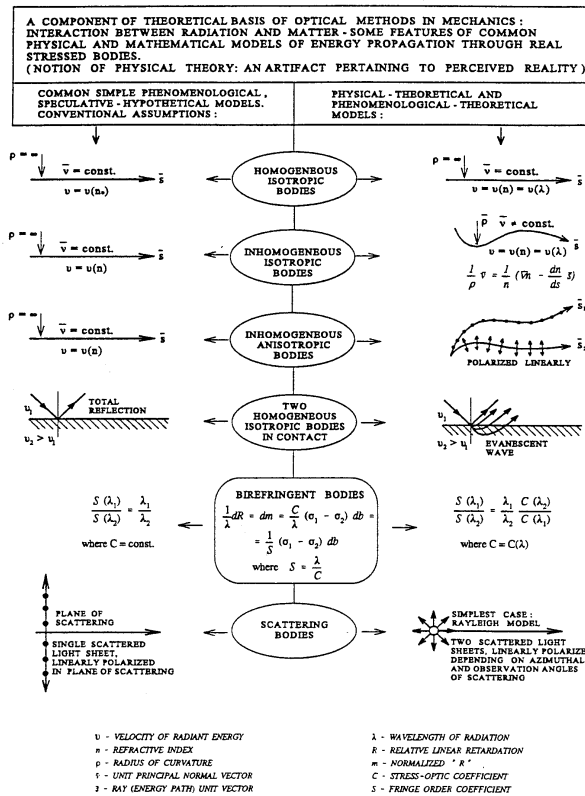 A COMPONENT OF THEORETICAL BASIS OF OPTICAL METHODS IN MECHANICS :
INTERACTION BETWEEN RADIATION AND MATTER - SOME FEATURES OF COMMON
PHYSICAL AND MATHEMATICAL MODELS OF ENERGY PROPAGATION THROUGH REAL
STRESSED BODIES.
( NOTION OF PHYSICAL THEORY: AN ARTIFACT PERTAINING TO PERCEIVED REALITY )
COMMON SIMPLE PHENOMENOLOGICAL,
SPECULATIVE - HYPOTHETICAL MODELS.
CONVENTIONAL ASSUMPTIONS :
PHYSICAL - THEORETICAL AND
PHENOMENOLOGICAL - THEORETICAL
MODELS :
ρ = ∞
v̄ = const.
s̄
υ = υ(n₀)
HOMOGENEOUS
ISOTROPIC
BODIES
ρ = ∞
v̄ = const.
s̄
υ = υ(n) = υ(λ)
ρ = ∞
v̄ = const.
s̄
υ = υ(n)
INHOMOGENEOUS
ISOTROPIC
BODIES
ρ̄ v̄ ≠ const.
s̄
υ = υ(n) = υ(λ)
1/ρ v̄ = 1/n (∇n - dn/ds s̄)
ρ = ∞
v̄ = const.
s̄
υ = υ(n)
INHOMOGENEOUS
ANISOTROPIC
BODIES
s̄₁
s̄₂
POLARIZED LINEARLY
υ₁
TOTAL
REFLECTION
υ₂ > υ₁
TWO
HOMOGENEOUS
ISOTROPIC BODIES
IN CONTACT
υ₁
υ₂ > υ₁
EVANESCENT
WAVE
S (λ₁) / S (λ₂) = λ₁ / λ₂
where C = const.
BIREFRINGENT BODIES
1/λ dR = dm = C/λ (σ₁ - σ₂) db =
= 1/S (σ₁ - σ₂) db
where S = λ/C
S (λ₁) / S (λ₂) = λ₁ / λ₂ C (λ₂) / C (λ₁)
where C = C(λ)
PLANE OF
SCATTERING
SINGLE SCATTERED
LIGHT SHEET,
LINEARLY POLARIZED
IN PLANE OF SCATTERING
SCATTERING
BODIES
SIMPLEST CASE :
RAYLEIGH MODEL
TWO SCATTERED LIGHT
SHEETS, LINEARLY POLARIZE
DEPENDING ON AZIMUTHAL
AND OBSERVATION ANGLES
OF SCATTERING
υ - VELOCITY OF RADIANT ENERGY
n - REFRACTIVE INDEX
ρ - RADIUS OF CURVATURE
- UNIT PRINCIPAL NORMAL VECTOR
- RAY (ENERGY PATH) UNIT VECTOR
λ - WAVELENGTH OF RADIATION
R - RELATIVE LINEAR RETARDATION
m - NORMALIZED " R "
C - STRESS-OPTIC COEFFICIENT
S - FRINGE ORDER COEFFICIENT